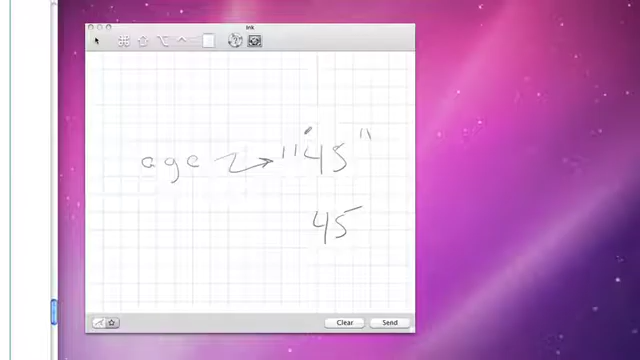 Ink
age → "45"
45
Clear Send